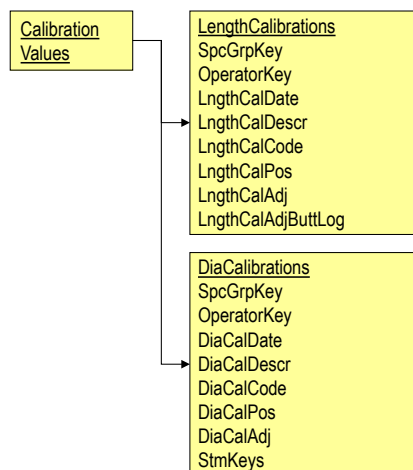 Calibration
Values
LengthCalibrations
SpcGrpKey
OperatorKey
LngthCalDate
LngthCalDescr
LngthCalCode
LngthCalPos
LngthCalAdj
LngthCalAdjButtLog
DiaCalibrations
SpcGrpKey
OperatorKey
DiaCalDate
DiaCalDescr
DiaCalCode
DiaCalPos
DiaCalAdj
StmKeys